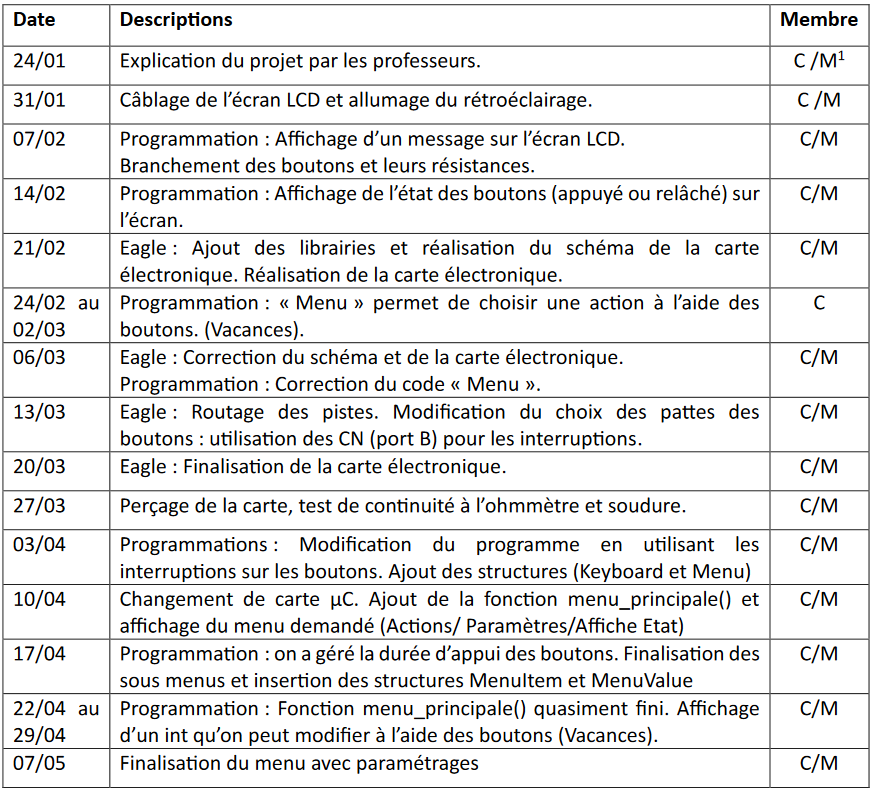 Date Descriptions Membre
24/01 Explication du projet par les professeurs. C /M¹
31/01 Câblage de l’écran LCD et allumage du rétroéclairage. C /M
07/02 Programmation : Affichage d’un message sur l’écran LCD. C/M
Branchement des boutons et leurs résistances.
14/02 Programmation : Affichage de l’état des boutons (appuyé ou relâché) sur C/M
l’écran.
21/02 Eagle : Ajout des librairies et réalisation du schéma de la carte C/M
électronique. Réalisation de la carte électronique.
24/02 au Programmation : « Menu » permet de choisir une action à l’aide des C
02/03 boutons. (Vacances).
06/03 Eagle : Correction du schéma et de la carte électronique. C/M
Programmation : Correction du code « Menu ».
13/03 Eagle : Routage des pistes. Modification du choix des pattes des C/M
boutons : utilisation des CN (port B) pour les interruptions.
20/03 Eagle : Finalisation de la carte électronique. C/M
27/03 Perçage de la carte, test de continuité à l’ohmmètre et soudure. C/M
03/04 Programmations : Modification du programme en utilisant les C/M
interruptions sur les boutons. Ajout des structures (Keyboard et Menu)
10/04 Changement de carte µC. Ajout de la fonction menu_principale() et C/M
affichage du menu demandé (Actions/ Paramètres/Affiche Etat)
17/04 Programmation : on a géré la durée d’appui des boutons. Finalisation des C/M
sous menus et insertion des structures MenuItem et MenuValue
22/04 au Programmation : Fonction menu_principale() quasiment fini. Affichage C/M
29/04 d’un int qu’on peut modifier à l’aide des boutons (Vacances).
07/05 Finalisation du menu avec paramétrages C/M